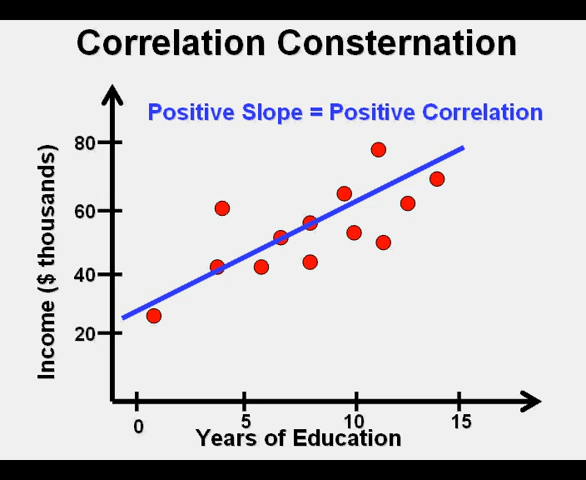 Correlation Consternation
Positive Slope = Positive Correlation
Income ($ thousands)
80
60
40
20
0
5
10
15
Years of Education